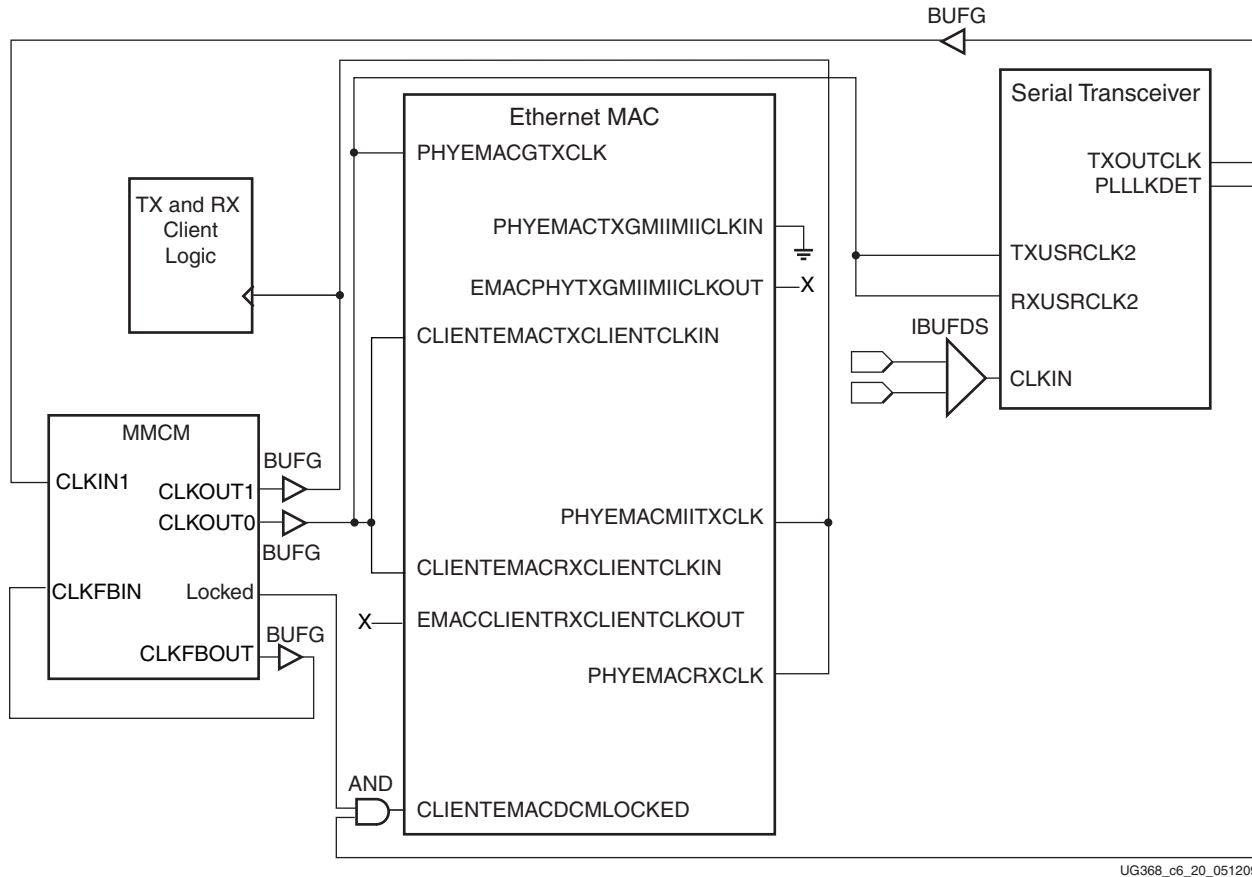 BUFG
Serial Transceiver
TXOUTCLK
PLLLKDET
TXUSRCLK2
RXUSRCLK2
IBUFDS
CLKIN
Ethernet MAC
PHYEMACGTXCLK
PHYEMACTXGMIIMIICLKIN
EMACPHYTXGMIIMIICLKOUT
X
CLIENTEMACTXCLIENTCLKIN
PHYEMACMIITXCLK
CLIENTEMACRXCLIENTCLKIN
X
EMACCLIENTRXCLIENTCLKOUT
PHYEMACRXCLK
CLIENTEMACDCMLOCKED
TX and RX
Client
Logic
MMCM
CLKIN1
CLKOUT1
BUFG
CLKOUT0
BUFG
CLKFBIN
Locked
CLKFBOUT
BUFG
AND
UG368_c6_20_051209